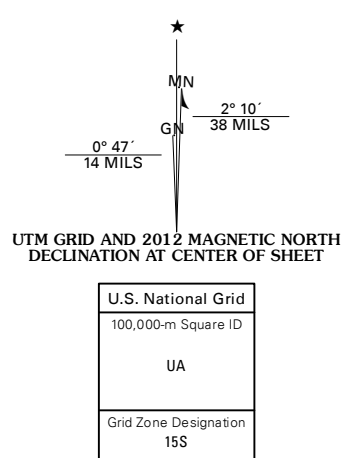 ★
MN
2° 10´
38 MILS
GN
0° 47´
14 MILS
UTM GRID AND 2012 MAGNETIC NORTH
DECLINATION AT CENTER OF SHEET
U.S. National Grid
100,000-m Square ID
UA
Grid Zone Designation
15S